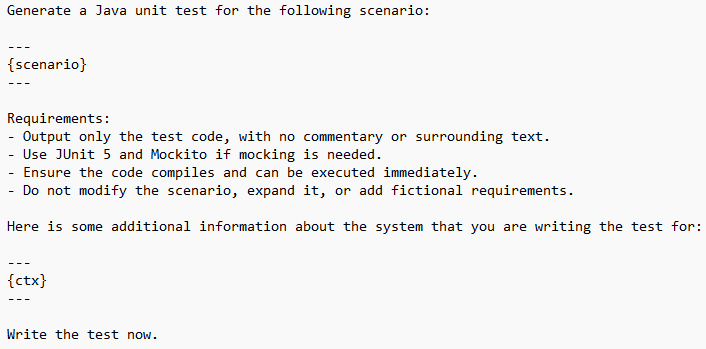 Generate a Java unit test for the following scenario:
---
{scenario}
---
Requirements:
- Output only the test code, with no commentary or surrounding text.
- Use JUnit 5 and Mockito if mocking is needed.
- Ensure the code compiles and can be executed immediately.
- Do not modify the scenario, expand it, or add fictional requirements.
Here is some additional information about the system that you are writing the test for:
---
{ctx}
---
Write the test now.